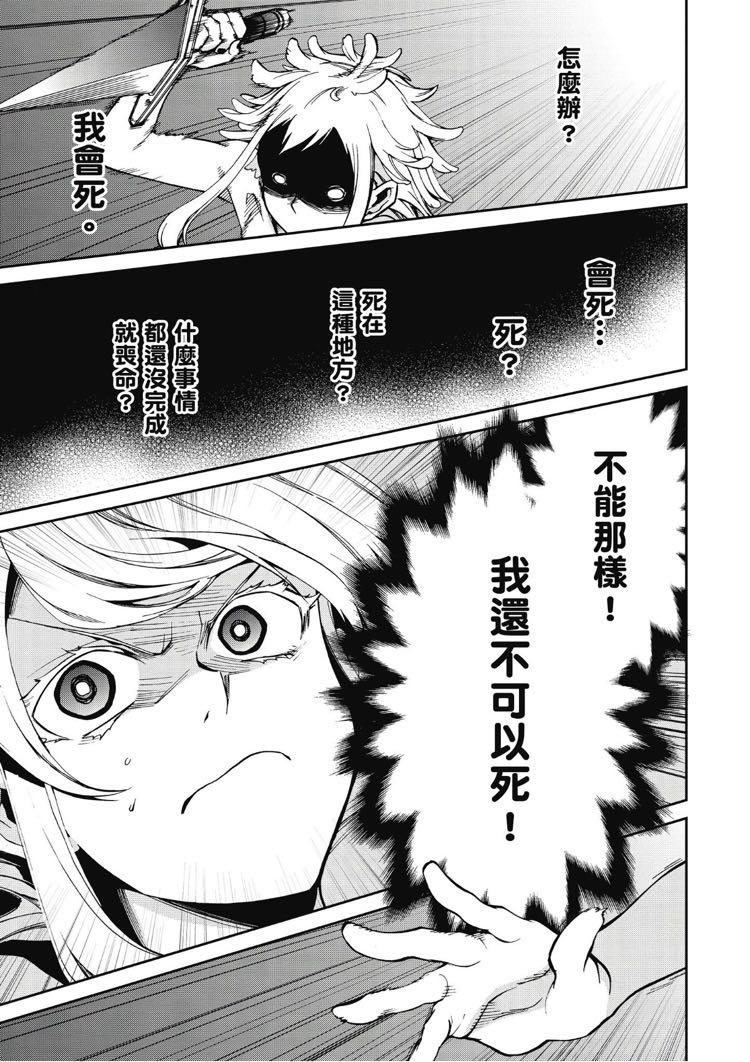 怎麼辦？
我會死。
會死…
死？
死在
這種地方？
什麼事情
都還沒完成
就喪命？
不能那樣！
我還不可以死！